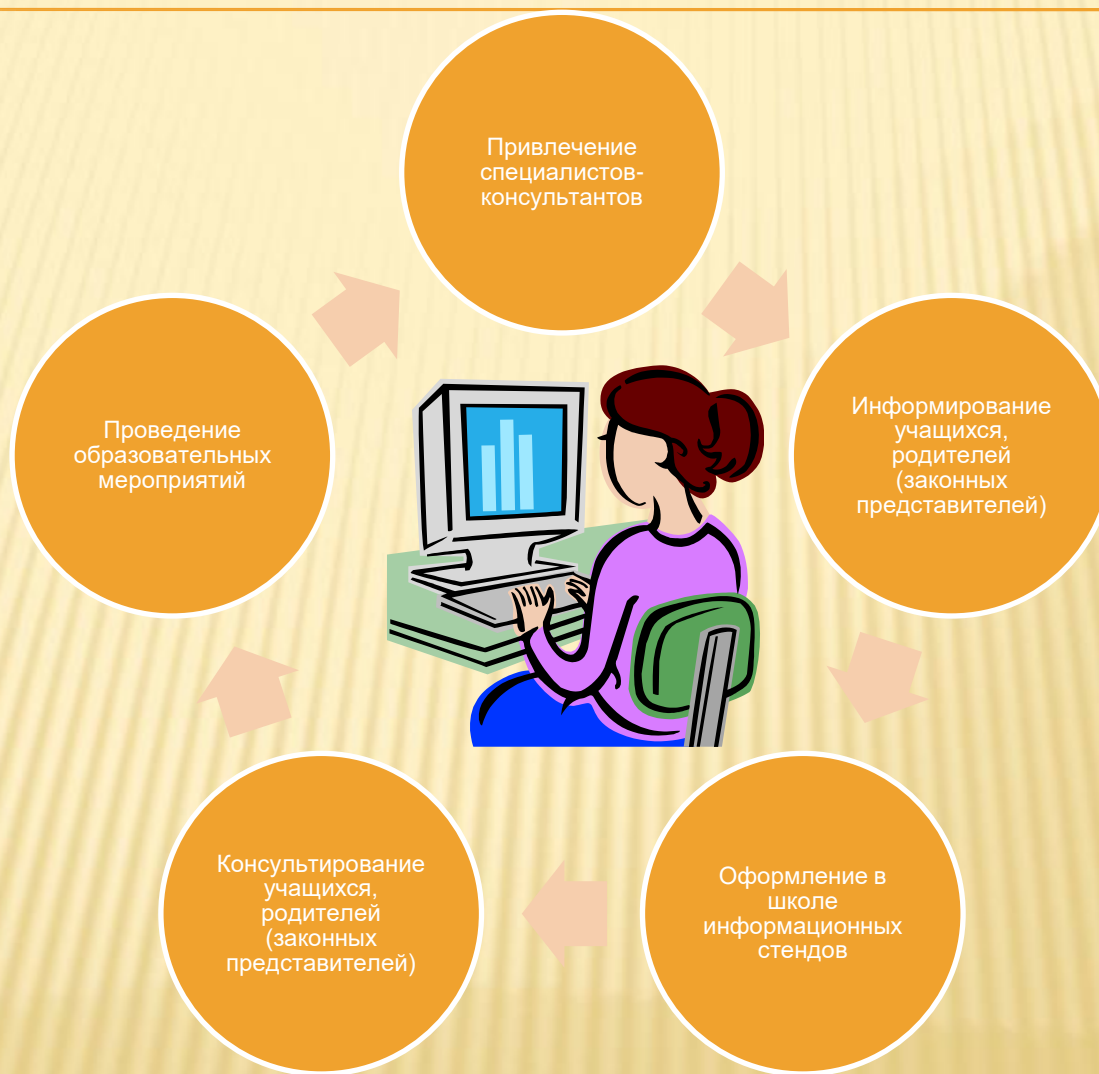 Привлечение
специалистов-
консультантов
Информирование
учащихся,
родителей
(законных
представителей)
Оформление в
школе
информационных
стендов
Консультирование
учащихся,
родителей
(законных
представителей)
Проведение
образовательных
мероприятий